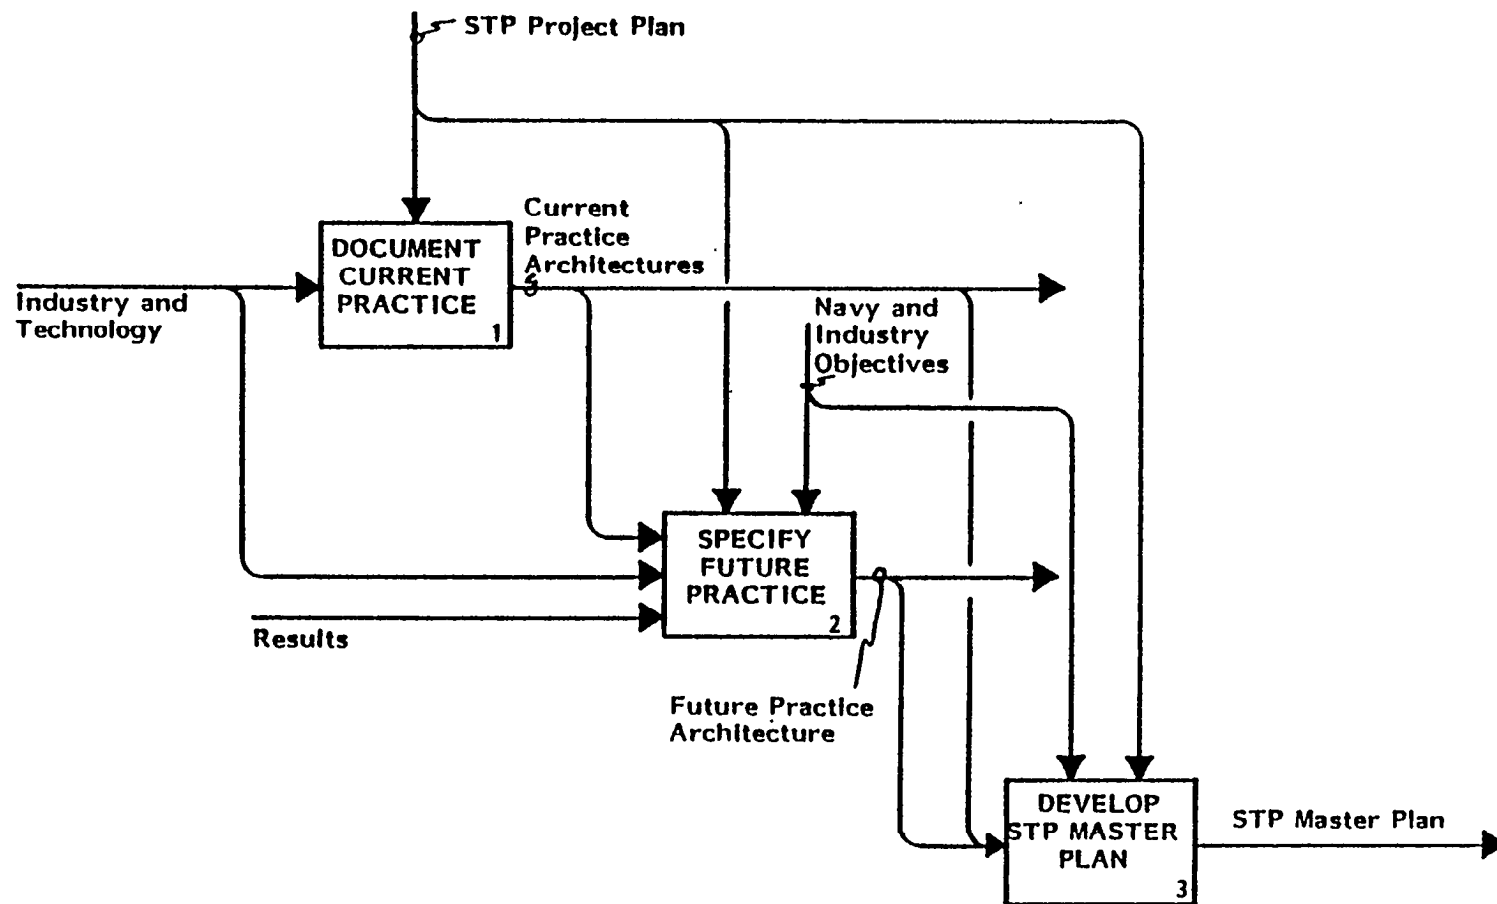 STP Project Plan
Current
Practice
Architectures
DOCUMENT
CURRENT
PRACTICE
1
Industry and
Technology
Navy and
Industry
Objectives
SPECIFY
FUTURE
PRACTICE
2
Results
Future Practice
Architecture
DEVELOP
STP MASTER
PLAN
3
STP Master Plan